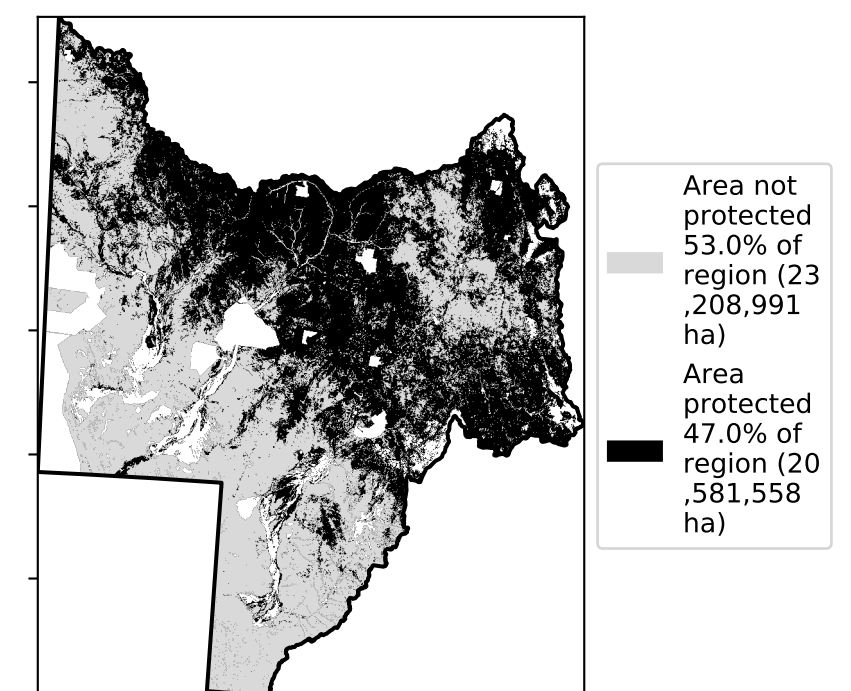 Area not
protected
53.0% of
region (23
,208,991
ha)
Area
protected
47.0% of
region (20
,581,558
ha)